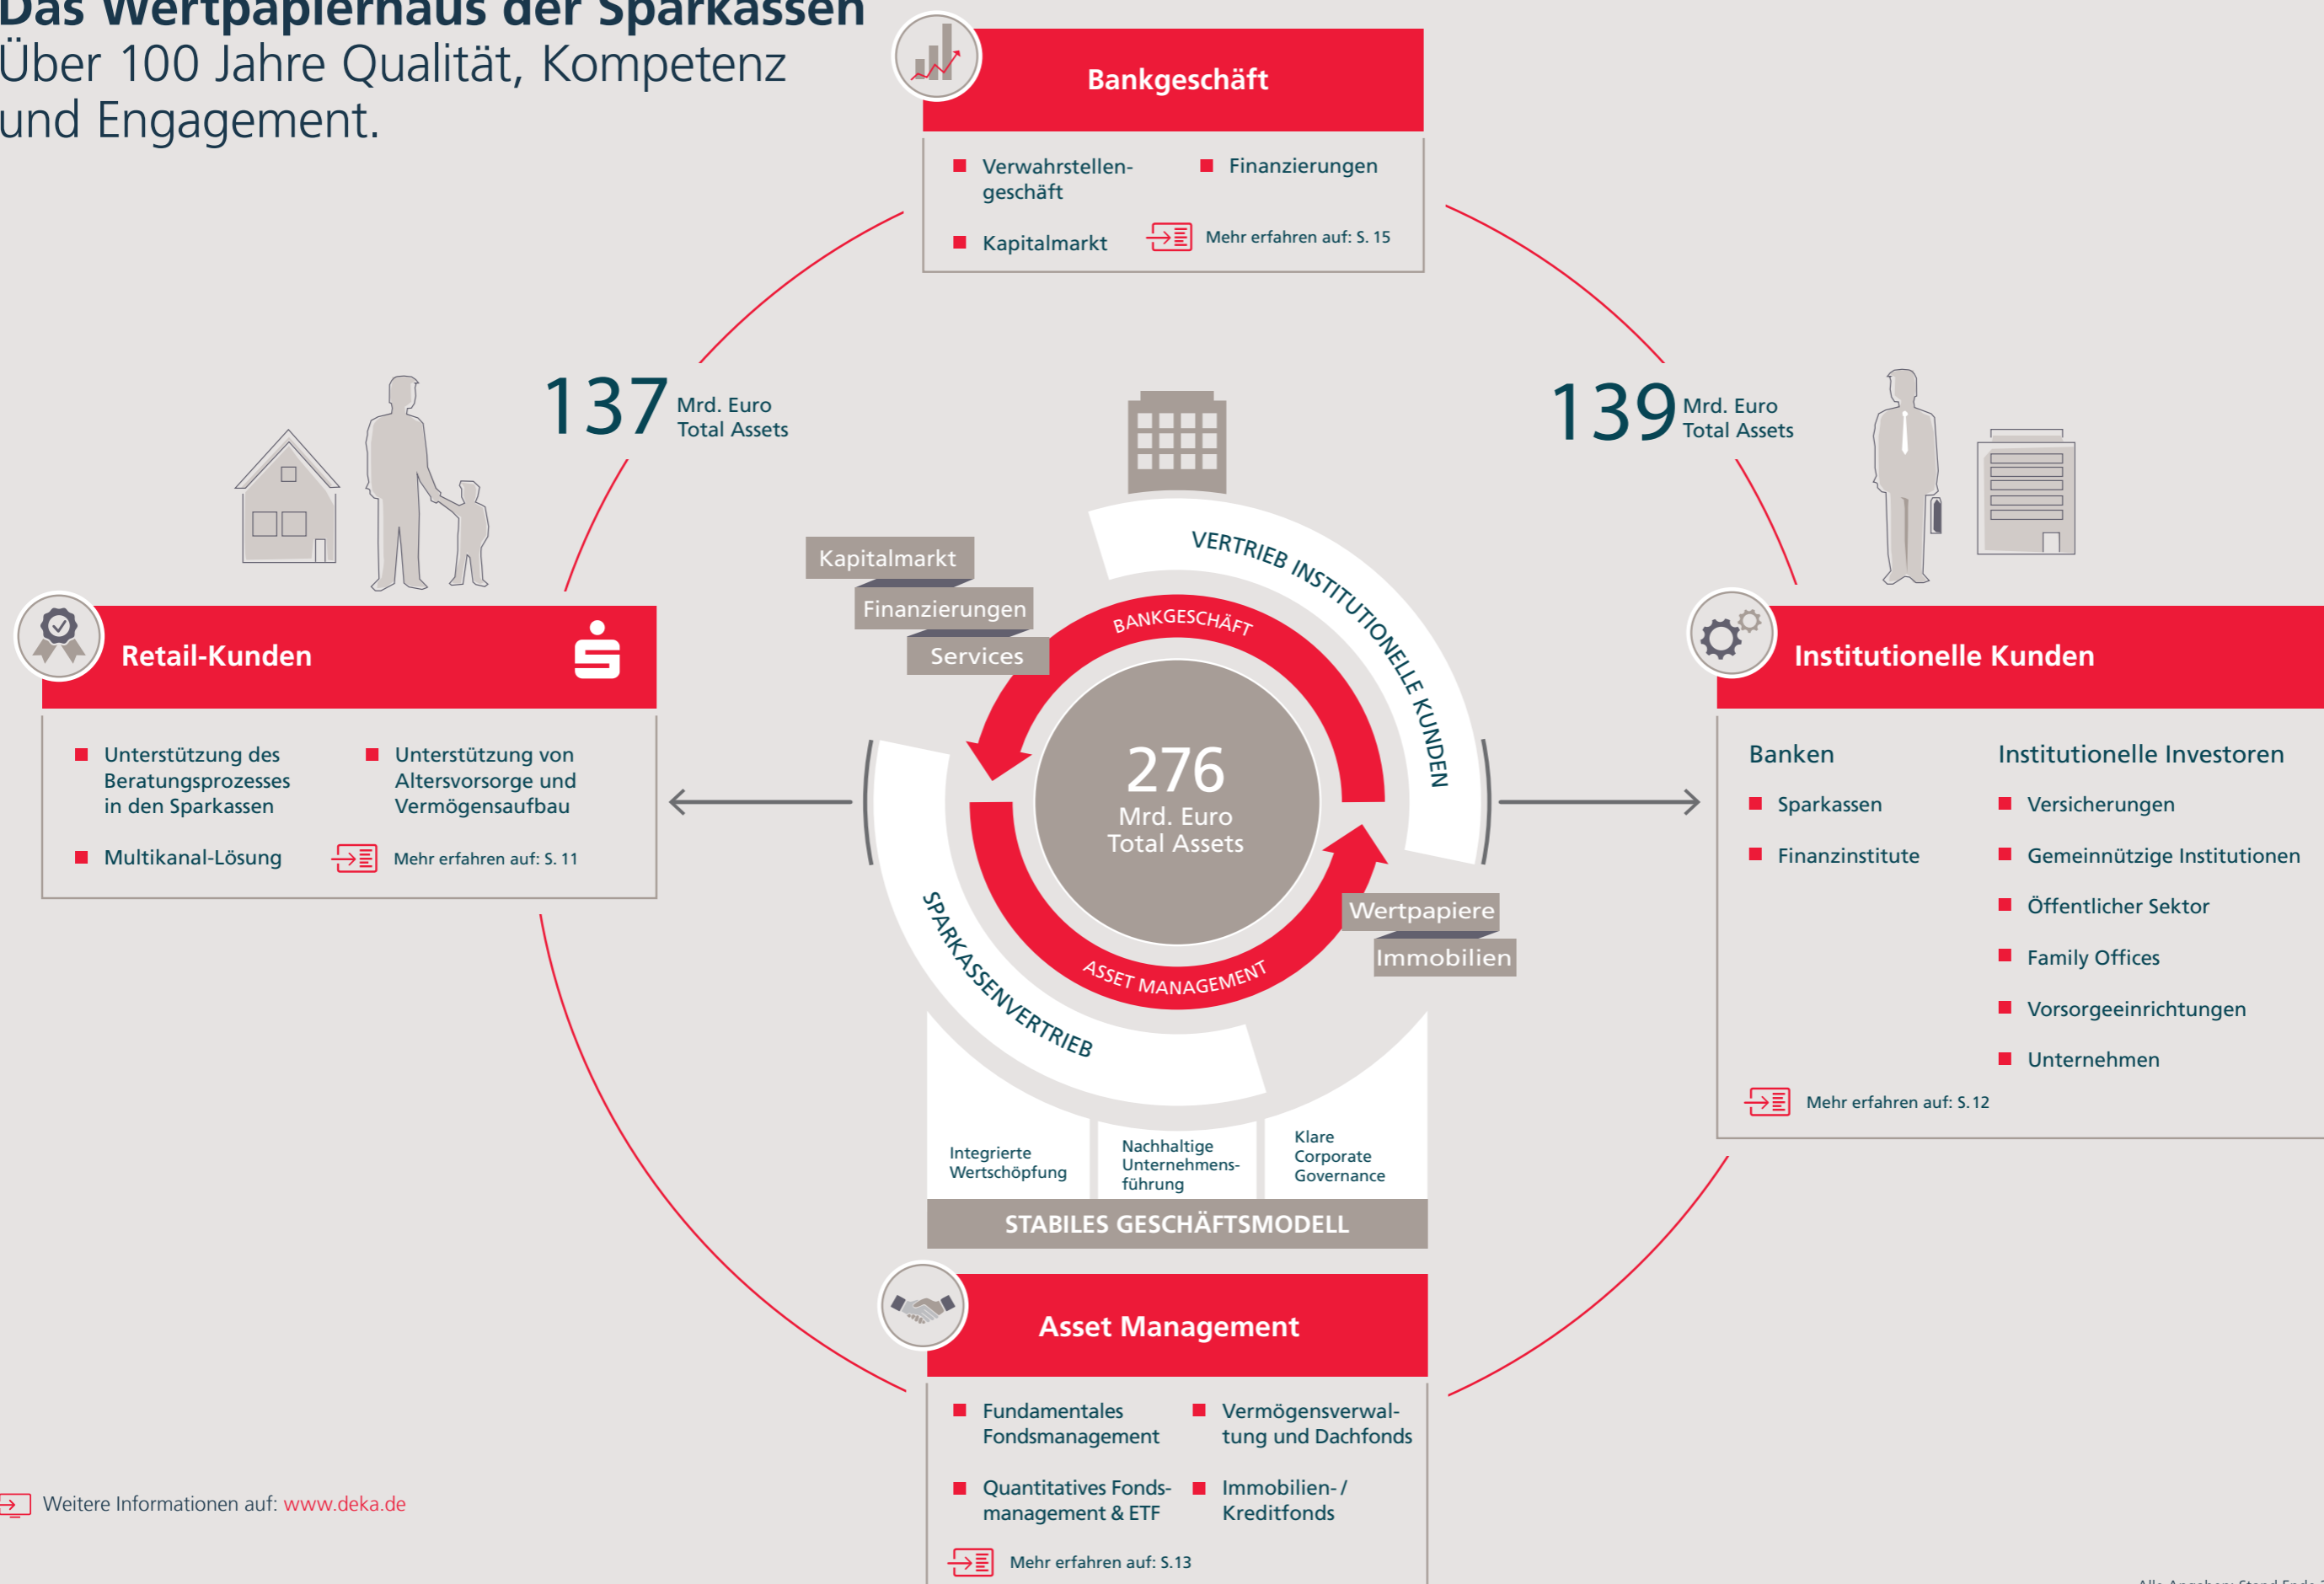 Das Wertpapierhaus der Sparkassen
Über 100 Jahre Qualität, Kompetenz
und Engagement.
Bankgeschäft
Verwahrstellen-
geschäft
Kapitalmarkt
Finanzierungen
Mehr erfahren auf: S. 15
137 Mrd. Euro
Total Assets
139 Mrd. Euro
Total Assets
Retail-Kunden
Unterstützung des
Beratungsprozesses
in den Sparkassen
Multikanal-Lösung
Unterstützung von
Altersvorsorge und
Vermögensaufbau
Mehr erfahren auf: S. 11
Kapitalmarkt
Finanzierungen
Services
VERTRIEB INSTITUTIONELLE KUNDEN
BANKGESCHÄFT
276
Mrd. Euro
Total Assets
ASSET MANAGEMENT
SPARKASSENVERTRIEB
Wertpapiere
Immobilien
Institutionelle Kunden
Banken
Sparkassen
Finanzinstitute
Institutionelle Investoren
Versicherungen
Gemeinnützige Institutionen
Öffentlicher Sektor
Family Offices
Vorsorgeeinrichtungen
Unternehmen
Mehr erfahren auf: S. 12
Integrierte
Wertschöpfung
Nachhaltige
Unternehmens-
führung
Klare
Corporate
Governance
STABILES GESCHÄFTSMODELL
Asset Management
Fundamentales
Fondsmanagement
Quantitatives Fonds-
management & ETF
Vermögensverwal-
tung und Dachfonds
Immobilien- /
Kreditfonds
Mehr erfahren auf: S.13
Weitere Informationen auf: www.deka.de